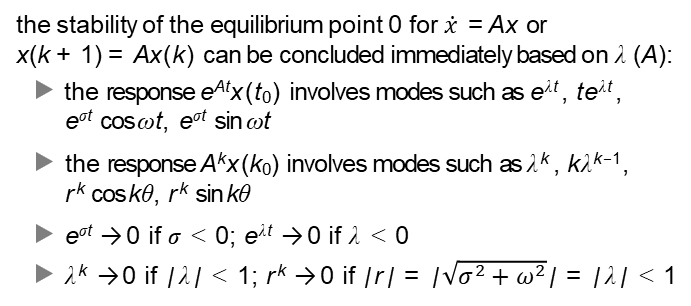 the stability of the equilibrium point 0 for ẋ = Ax or
x(k + 1) = Ax(k) can be concluded immediately based on λ (A):
▶ the response e^{At}x(t₀) involves modes such as e^{λt}, te^{λt},
e^{σt} cos ωt, e^{σt} sin ωt
▶ the response A^k x(k₀) involves modes such as λ^k, kλ^{k−1},
r^k cos kθ, r^k sin kθ
▶ e^{σt} → 0 if σ < 0; e^{λt} → 0 if λ < 0
▶ λ^k → 0 if |λ| < 1; r^k → 0 if |r| = |√(σ² + ω²)| = |λ| < 1